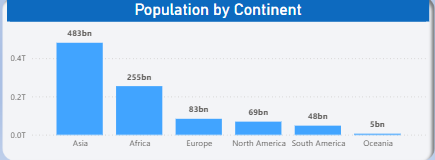 Population by Continent
483bn
0.4T
255bn
0.2T
83bn
69bn
48bn
5bn
0.0T
Asia Africa Europe North America South America Oceania